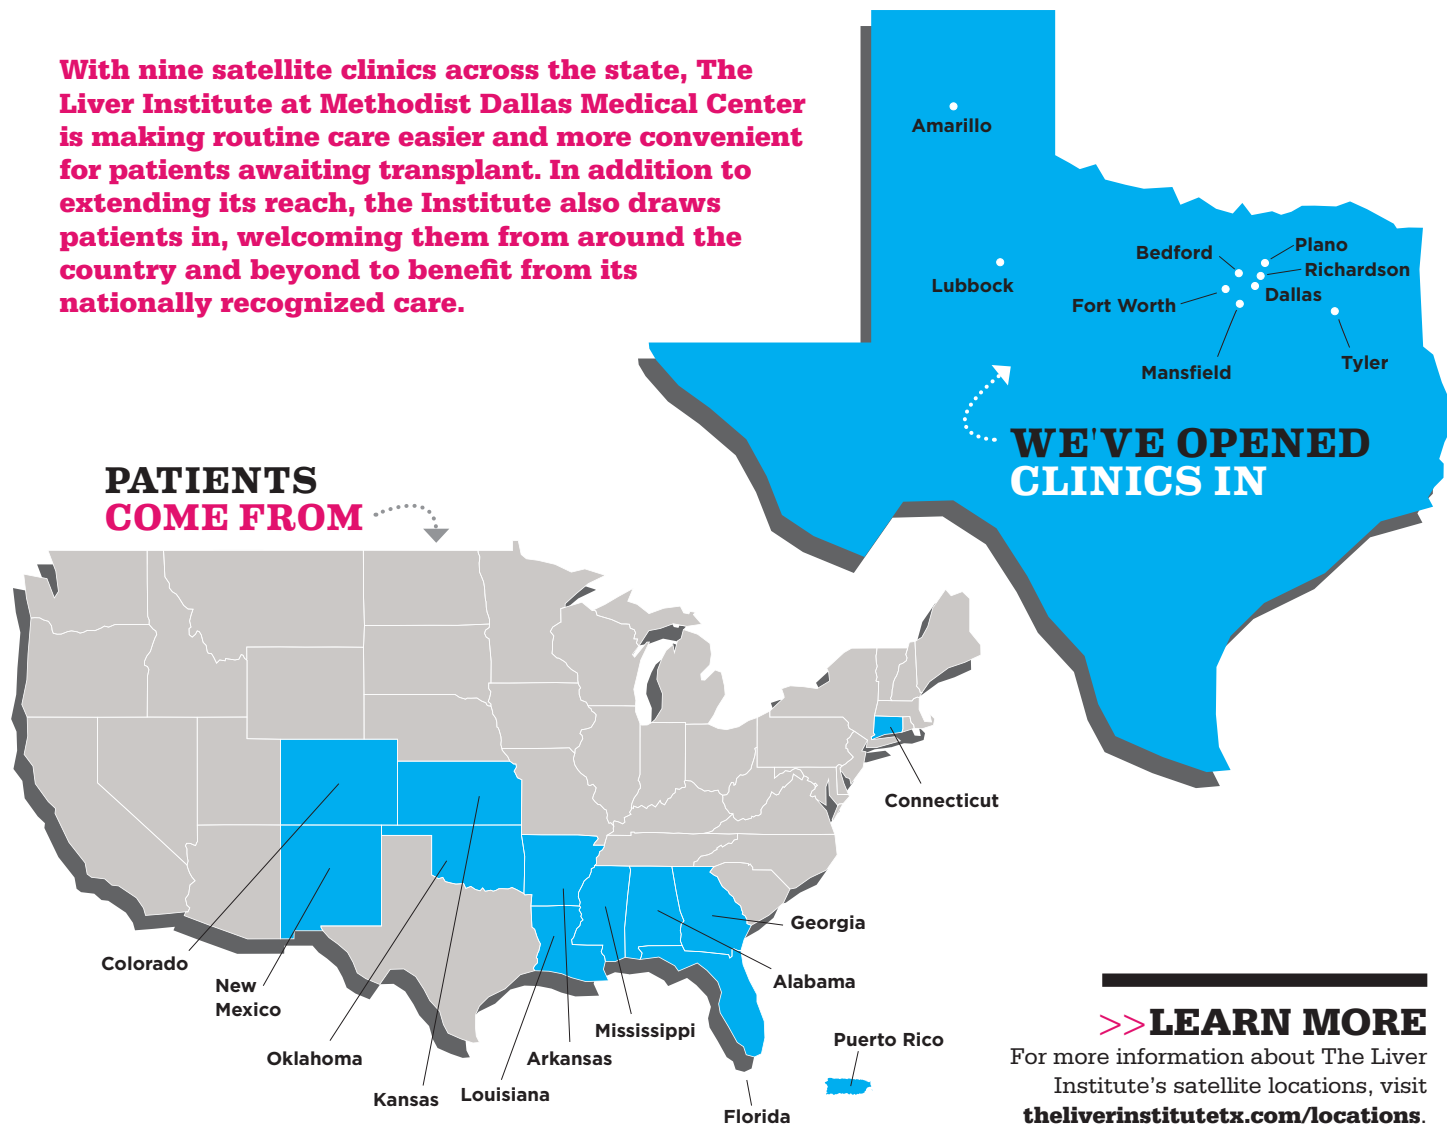 With nine satellite clinics across the state, The
Liver Institute at Methodist Dallas Medical Center
is making routine care easier and more convenient
for patients awaiting transplant. In addition to
extending its reach, the Institute also draws
patients in, welcoming them from around the
country and beyond to benefit from its
nationally recognized care.
Amarillo
Lubbock
Bedford
Plano
Richardson
Fort Worth
Dallas
Mansfield
Tyler
WE'VE OPENED
CLINICS IN
PATIENTS
COME FROM
Connecticut
Colorado
New
Mexico
Oklahoma
Kansas
Louisiana
Arkansas
Mississippi
Georgia
Alabama
Florida
Puerto Rico
>>LEARN MORE
For more information about The Liver
Institute’s satellite locations, visit
theliverinstitutetx.com/locations.